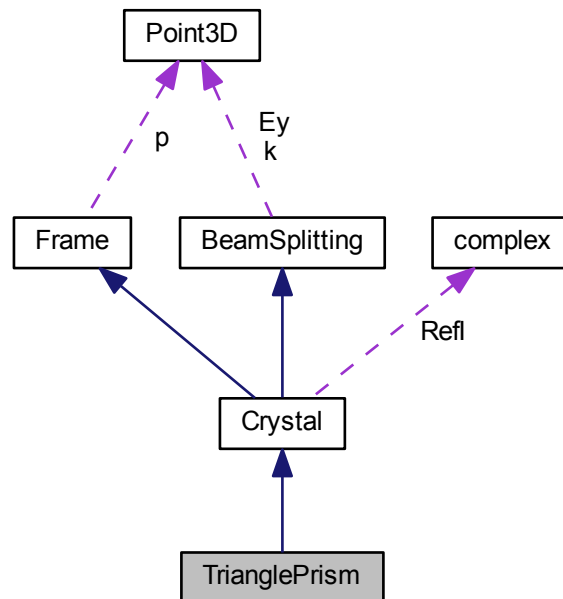 Point3D
p
Ey
k
Frame
BeamSplitting
complex
Refl
Crystal
TrianglePrism